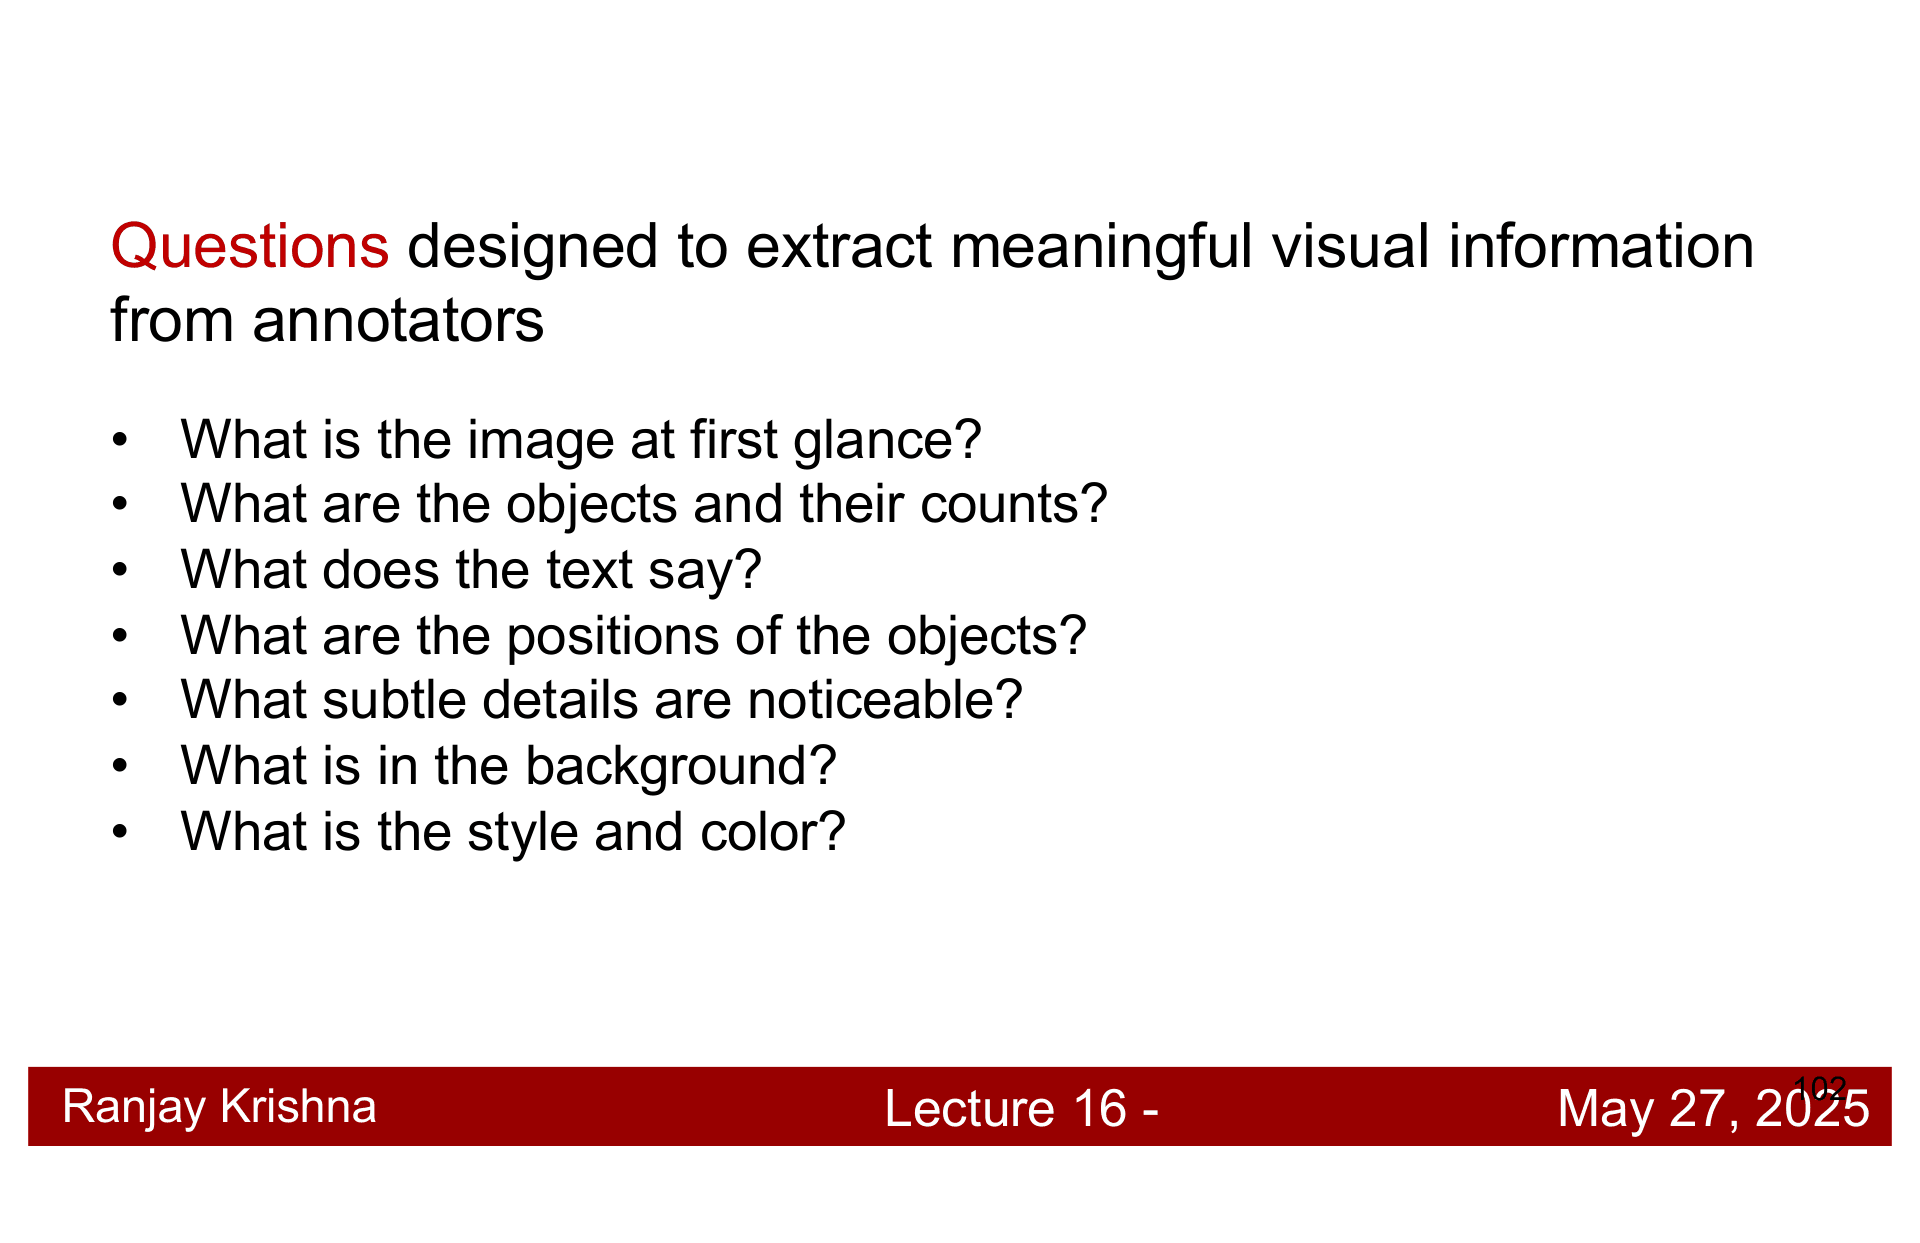 Questions designed to extract meaningful visual information
from annotators
• What is the image at first glance?
• What are the objects and their counts?
• What does the text say?
• What are the positions of the objects?
• What subtle details are noticeable?
• What is in the background?
• What is the style and color?
Ranjay Krishna
Lecture 16 -
May 27, 2025
102